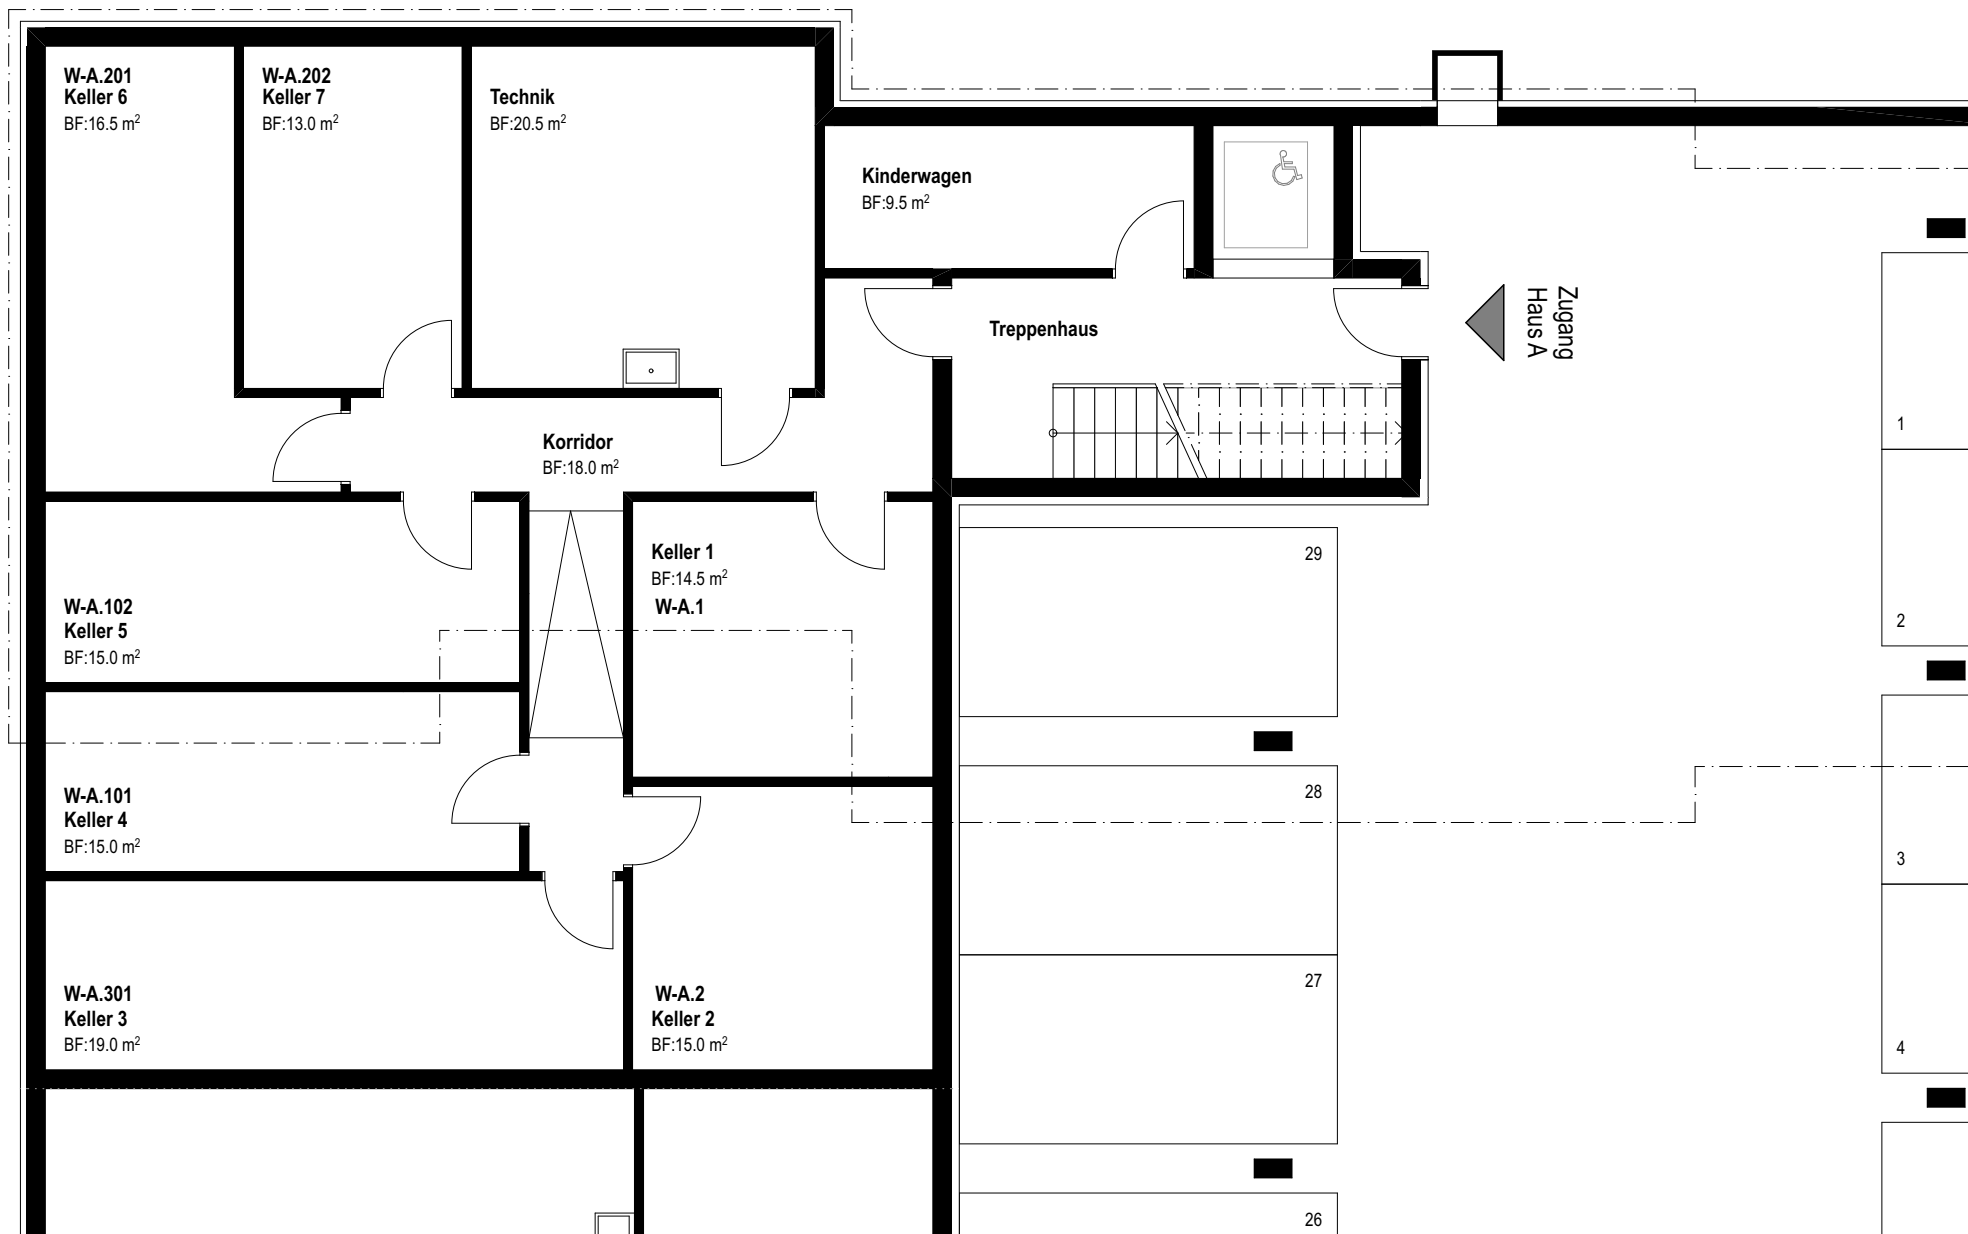 W-A.201
Keller 6
BF:16.5 m²
W-A.202
Keller 7
BF:13.0 m²
Technik
BF:20.5 m²
Kinderwagen
BF:9.5 m²
Treppenhaus
Zugang
Haus A
Korridor
BF:18.0 m²
Keller 1
BF:14.5 m²
W-A.1
W-A.102
Keller 5
BF:15.0 m²
W-A.101
Keller 4
BF:15.0 m²
W-A.301
Keller 3
BF:19.0 m²
W-A.2
Keller 2
BF:15.0 m²
29
28
27
26
1
2
3
4